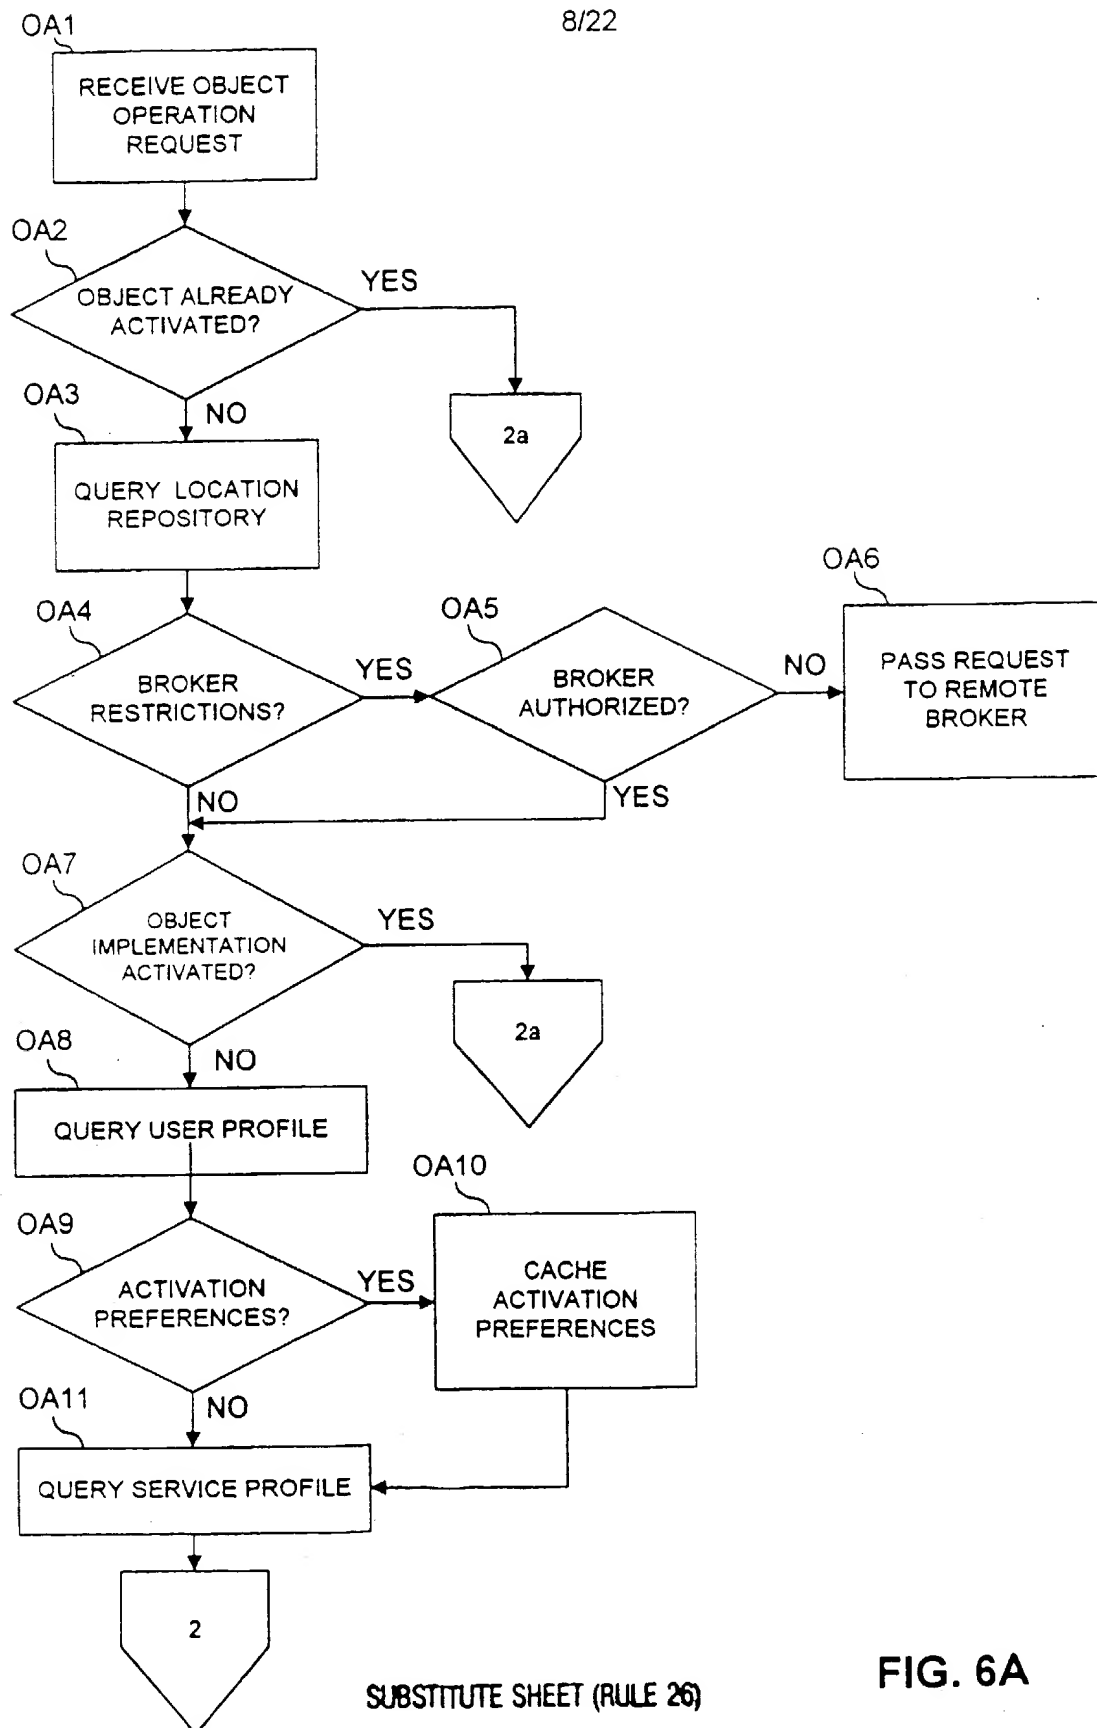 8/22
OA1
RECEIVE OBJECT
OPERATION
REQUEST
OA2
OBJECT ALREADY
ACTIVATED?
YES
2a
NO
OA3
QUERY LOCATION
REPOSITORY
OA4
BROKER
RESTRICTIONS?
YES
OA5
BROKER
AUTHORIZED?
NO
OA6
PASS REQUEST
TO REMOTE
BROKER
NO
YES
OA7
OBJECT
IMPLEMENTATION
ACTIVATED?
YES
2a
NO
OA8
QUERY USER PROFILE
OA9
ACTIVATION
PREFERENCES?
YES
OA10
CACHE
ACTIVATION
PREFERENCES
NO
OA11
QUERY SERVICE PROFILE
2
SUBSTITUTE SHEET (RULE 26)
FIG. 6A